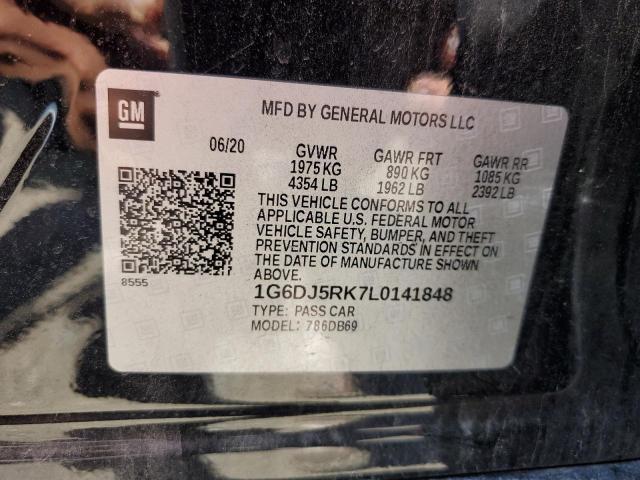 GM
MFD BY GENERAL MOTORS LLC
06/20 GVWR GAWR FRT GAWR RR
1975 KG 890 KG 1085 KG
4354 LB 1962 LB 2392 LB
THIS VEHICLE CONFORMS TO ALL
APPLICABLE U.S. FEDERAL MOTOR
VEHICLE SAFETY, BUMPER, AND THEFT
PREVENTION STANDARDS IN EFFECT ON
THE DATE OF MANUFACTURE SHOWN
ABOVE.
8555
1G6DJ5RK7L0141848
TYPE: PASS CAR
MODEL: 786DB69